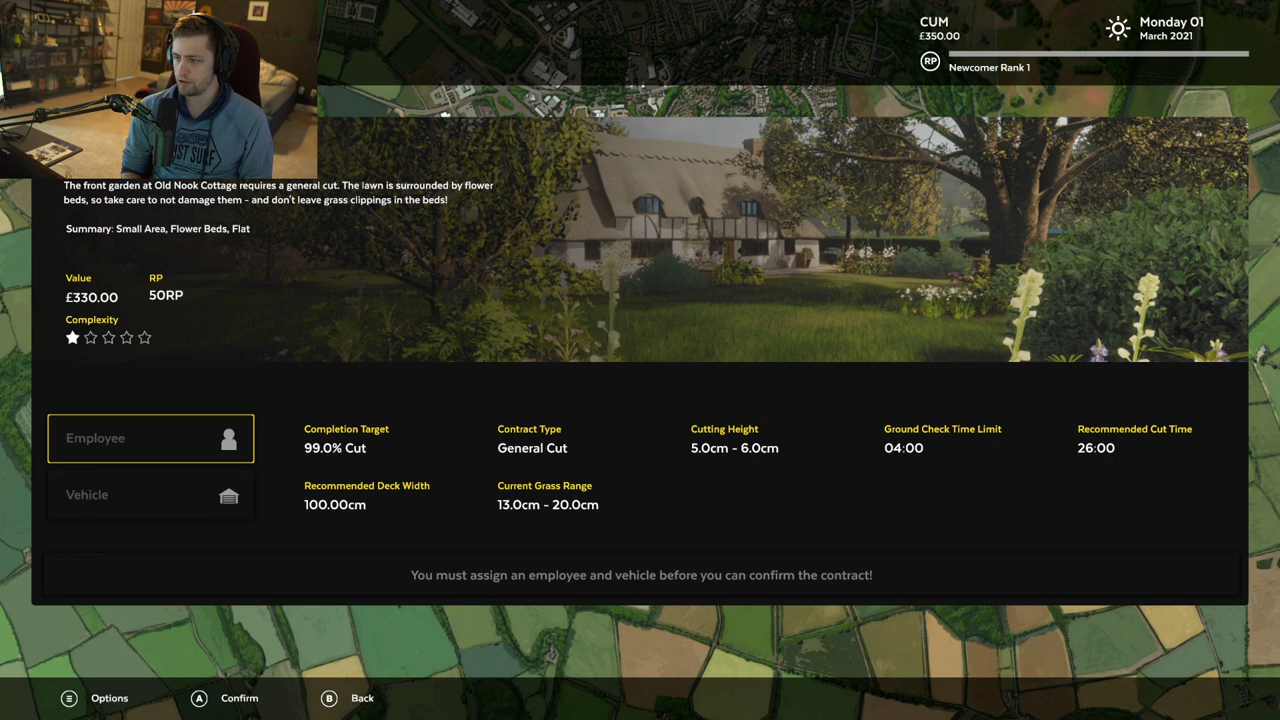 CUM
£350.00
Monday 01
March 2021
RP
Newcomer Rank 1
The front garden at Old Nook Cottage requires a general cut. The lawn is surrounded by flower
beds, so take care to not damage them - and don't leave grass clippings in the beds!
Summary: Small Area, Flower Beds, Flat
Value
RP
£330.00
50RP
Complexity
Employee
Vehicle
Completion Target
Contract Type
Cutting Height
Ground Check Time Limit
Recommended Cut Time
99.0% Cut
General Cut
5.0cm - 6.0cm
04:00
26:00
Recommended Deck Width
Current Grass Range
100.00cm
13.0cm - 20.0cm
You must assign an employee and vehicle before you can confirm the contract!
Options
A
Confirm
B
Back